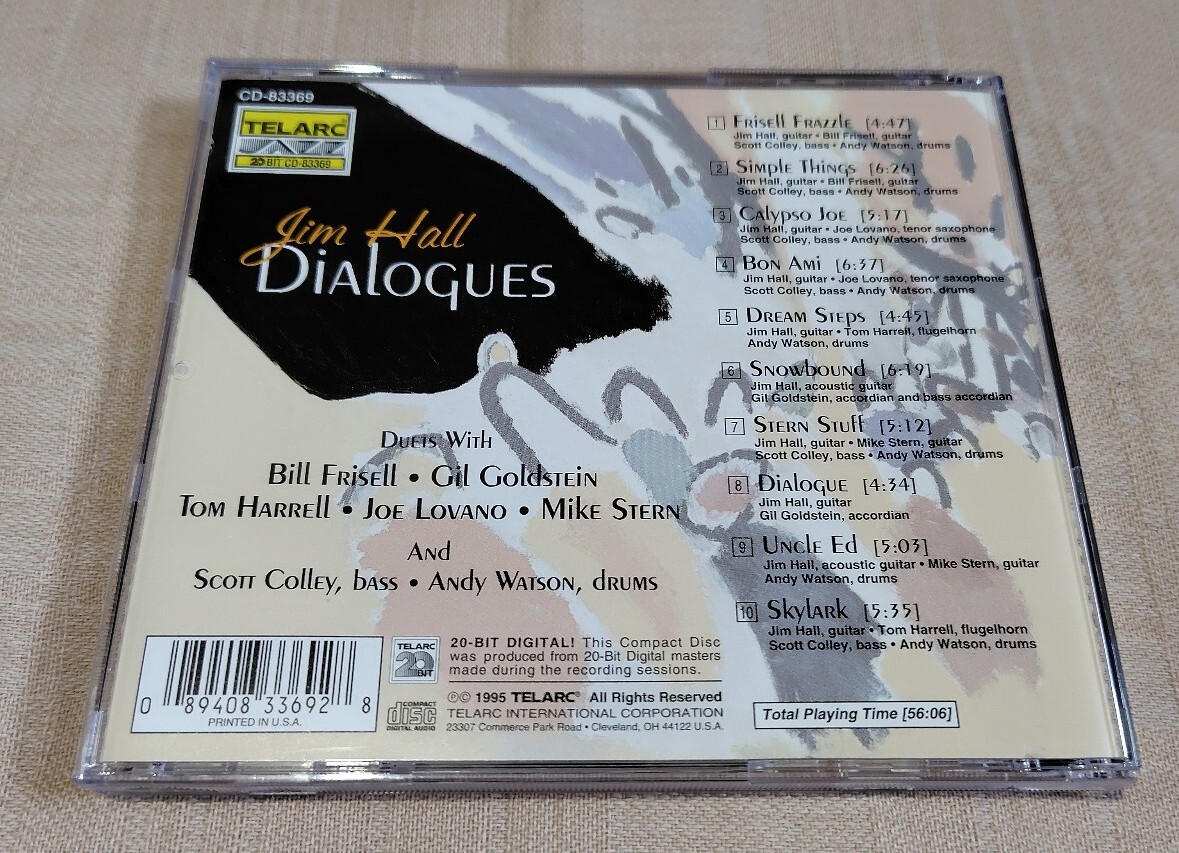 CD-83369
TELARC
JAZZ
20 BIT CD-83369
Jim Hall
Dialogues
Duets With
Bill Frisell • Gil Goldstein
Tom Harrell • Joe Lovano • Mike Stern
And
Scott Colley, bass • Andy Watson, drums
1 Frisell Frazzle [4:47]
Jim Hall, guitar • Bill Frisell, guitar
Scott Colley, bass • Andy Watson, drums
2 Simple Things [6:26]
Jim Hall, guitar • Bill Frisell, guitar
Scott Colley, bass • Andy Watson, drums
3 Calypso Joe [5:17]
Jim Hall, guitar • Joe Lovano, tenor saxophone
Scott Colley, bass • Andy Watson, drums
4 Bon Ami [6:37]
Jim Hall, guitar • Joe Lovano, tenor saxophone
Scott Colley, bass • Andy Watson, drums
5 Dream Steps [4:45]
Jim Hall, guitar • Tom Harrell, flugelhorn
Andy Watson, drums
6 Snowbound [6:19]
Jim Hall, acoustic guitar
Gil Goldstein, accordian and bass accordian
7 Stern Stuff [5:12]
Jim Hall, guitar • Mike Stern, guitar
Scott Colley, bass • Andy Watson, drums
8 Dialogue [4:34]
Jim Hall, guitar
Gil Goldstein, accordian
9 Uncle Ed [5:03]
Jim Hall, acoustic guitar • Mike Stern, guitar
Andy Watson, drums
10 Skylark [5:35]
Jim Hall, guitar • Tom Harrell, flugelhorn
Scott Colley, bass • Andy Watson, drums
Total Playing Time [56:06]
0 89408 33692 8
PRINTED IN U.S.A.
TELARC
20 BIT
20-BIT DIGITAL! This Compact Disc
was produced from 20-Bit Digital masters
made during the recording sessions.
COMPACT
disc
DIGITAL AUDIO
℗© 1995 TELARC® All Rights Reserved
TELARC INTERNATIONAL CORPORATION
23307 Commerce Park Road • Cleveland, OH 44122 U.S.A.